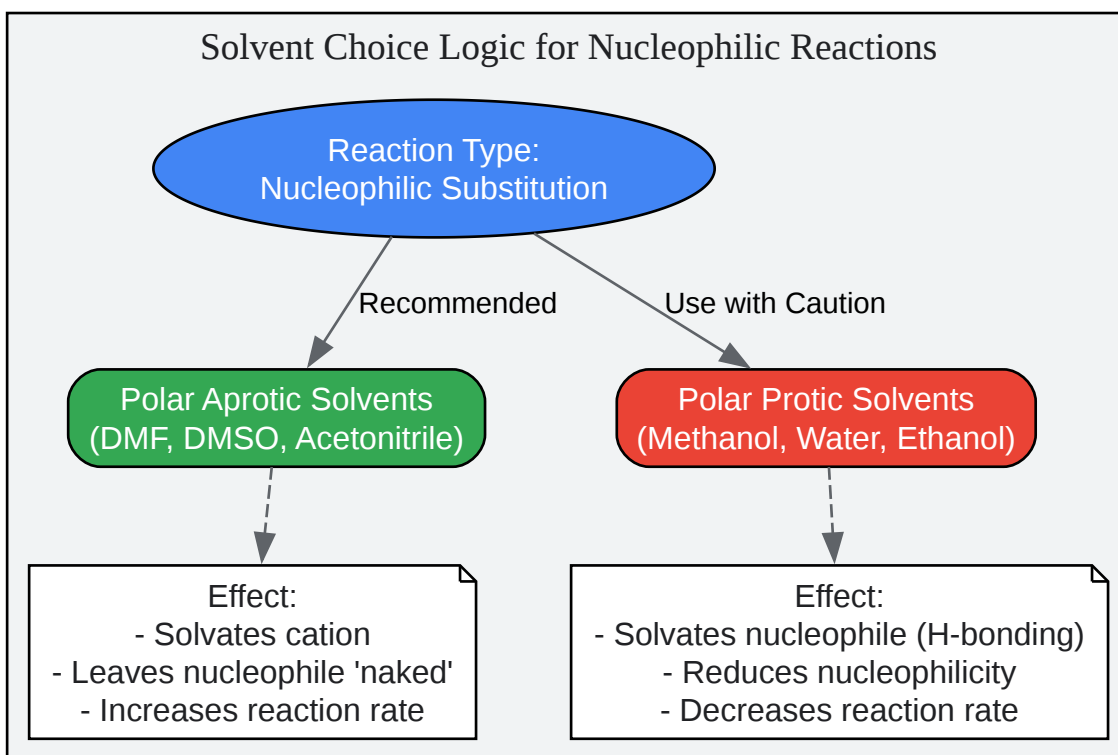 Solvent Choice Logic for Nucleophilic Reactions
Reaction Type:
Nucleophilic Substitution
Recommended
Use with Caution
Polar Aprotic Solvents
(DMF, DMSO, Acetonitrile)
Polar Protic Solvents
(Methanol, Water, Ethanol)
Effect:
- Solvates cation
- Leaves nucleophile 'naked'
- Increases reaction rate
Effect:
- Solvates nucleophile (H-bonding)
- Reduces nucleophilicity
- Decreases reaction rate